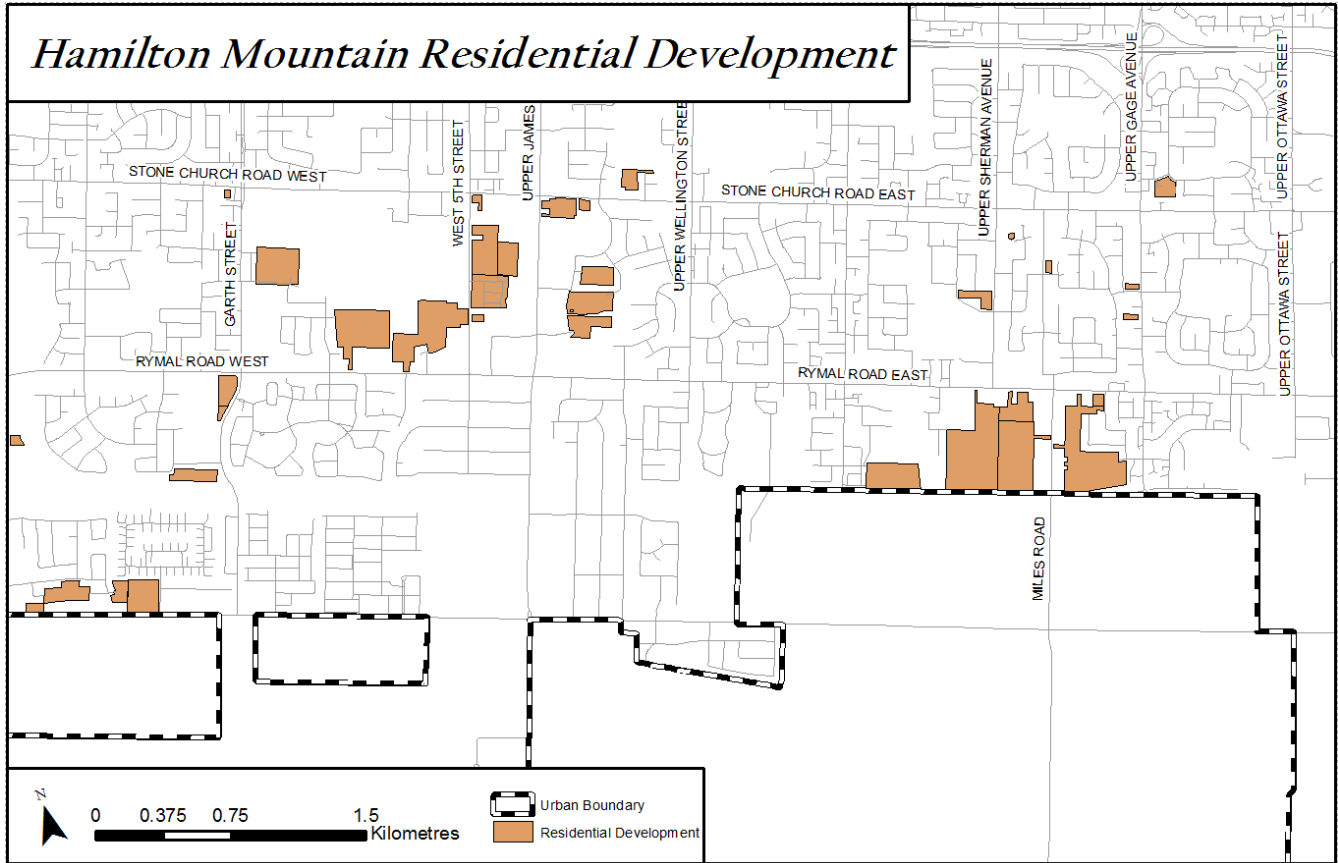 Hamilton Mountain Residential Development
STONE CHURCH ROAD WEST
GARTH STREET
WEST 5TH STREET
UPPER JAMES
UPPER WELLINGTON STREE
STONE CHURCH ROAD EAST
UPPER SHERMAN AVENUE
UPPER GAGE AVENUE
UPPER OTTAWA STREET
UPPER OTTAWA STREET
RYMAL ROAD WEST
RYMAL ROAD EAST
MILES ROAD
N
0 0.375 0.75 1.5
Kilometres
Urban Boundary
Residential Development